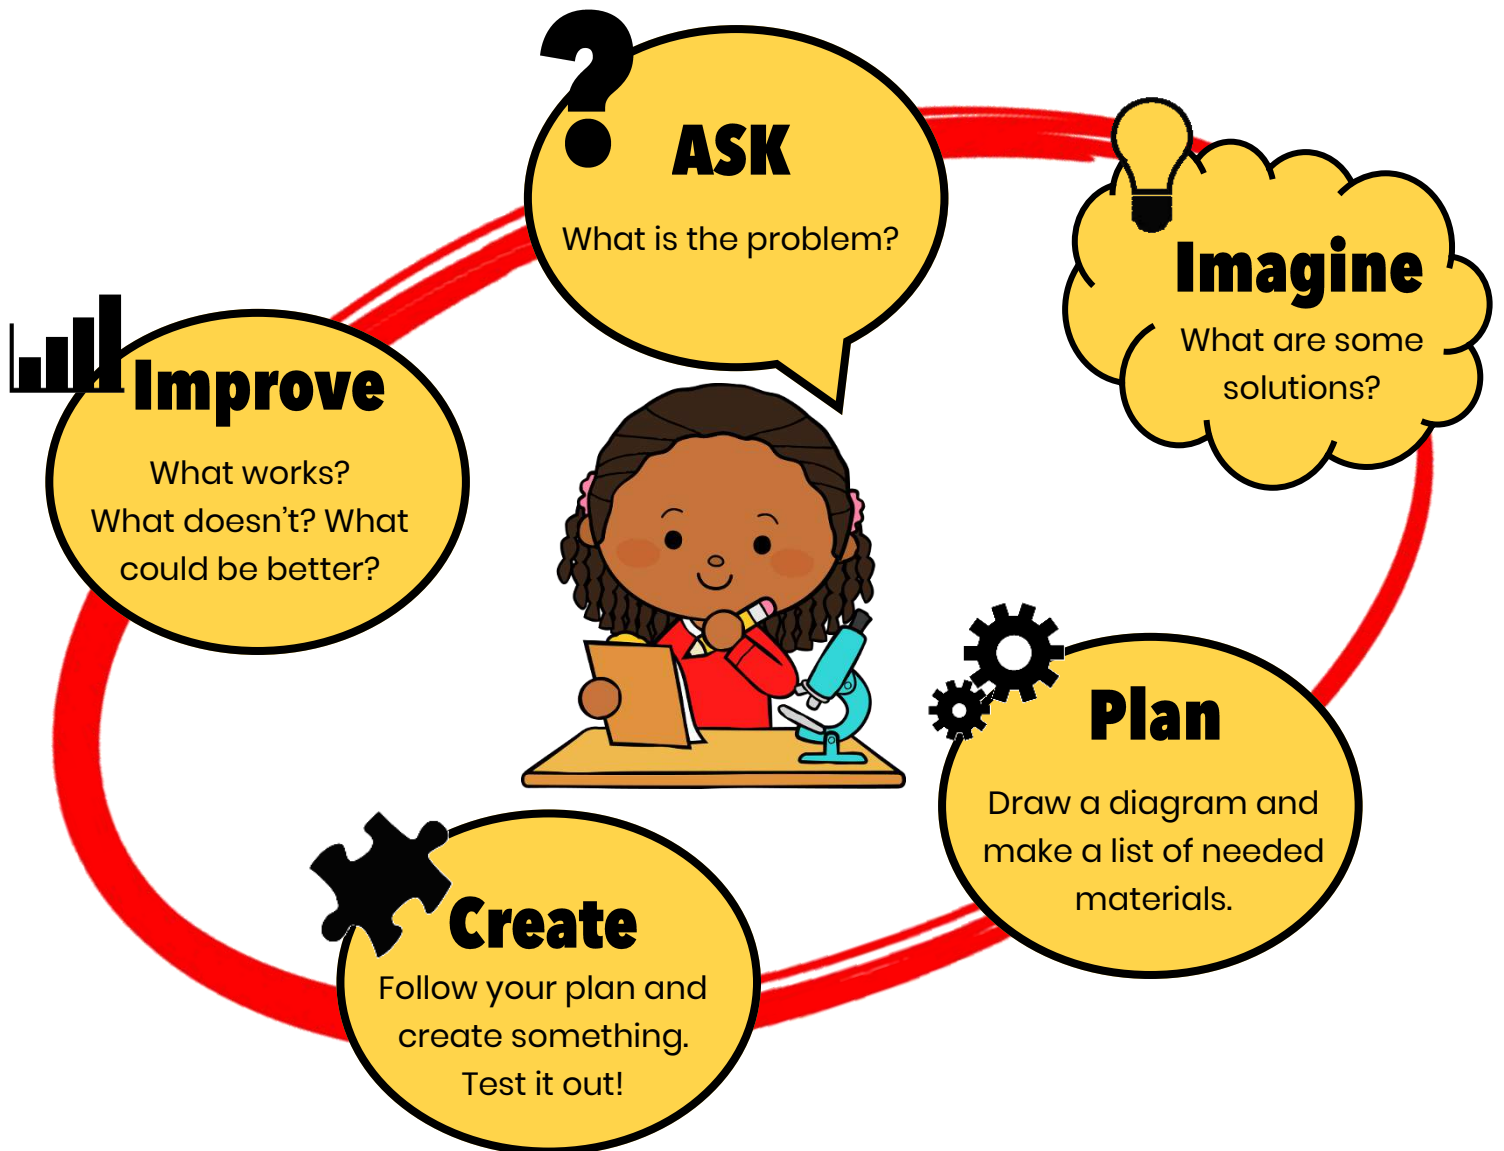 ASK
What is the problem?
Imagine
What are some
solutions?
Plan
Draw a diagram and
make a list of needed
materials.
Create
Follow your plan and
create something.
Test it out!
Improve
What works?
What doesn't? What
could be better?